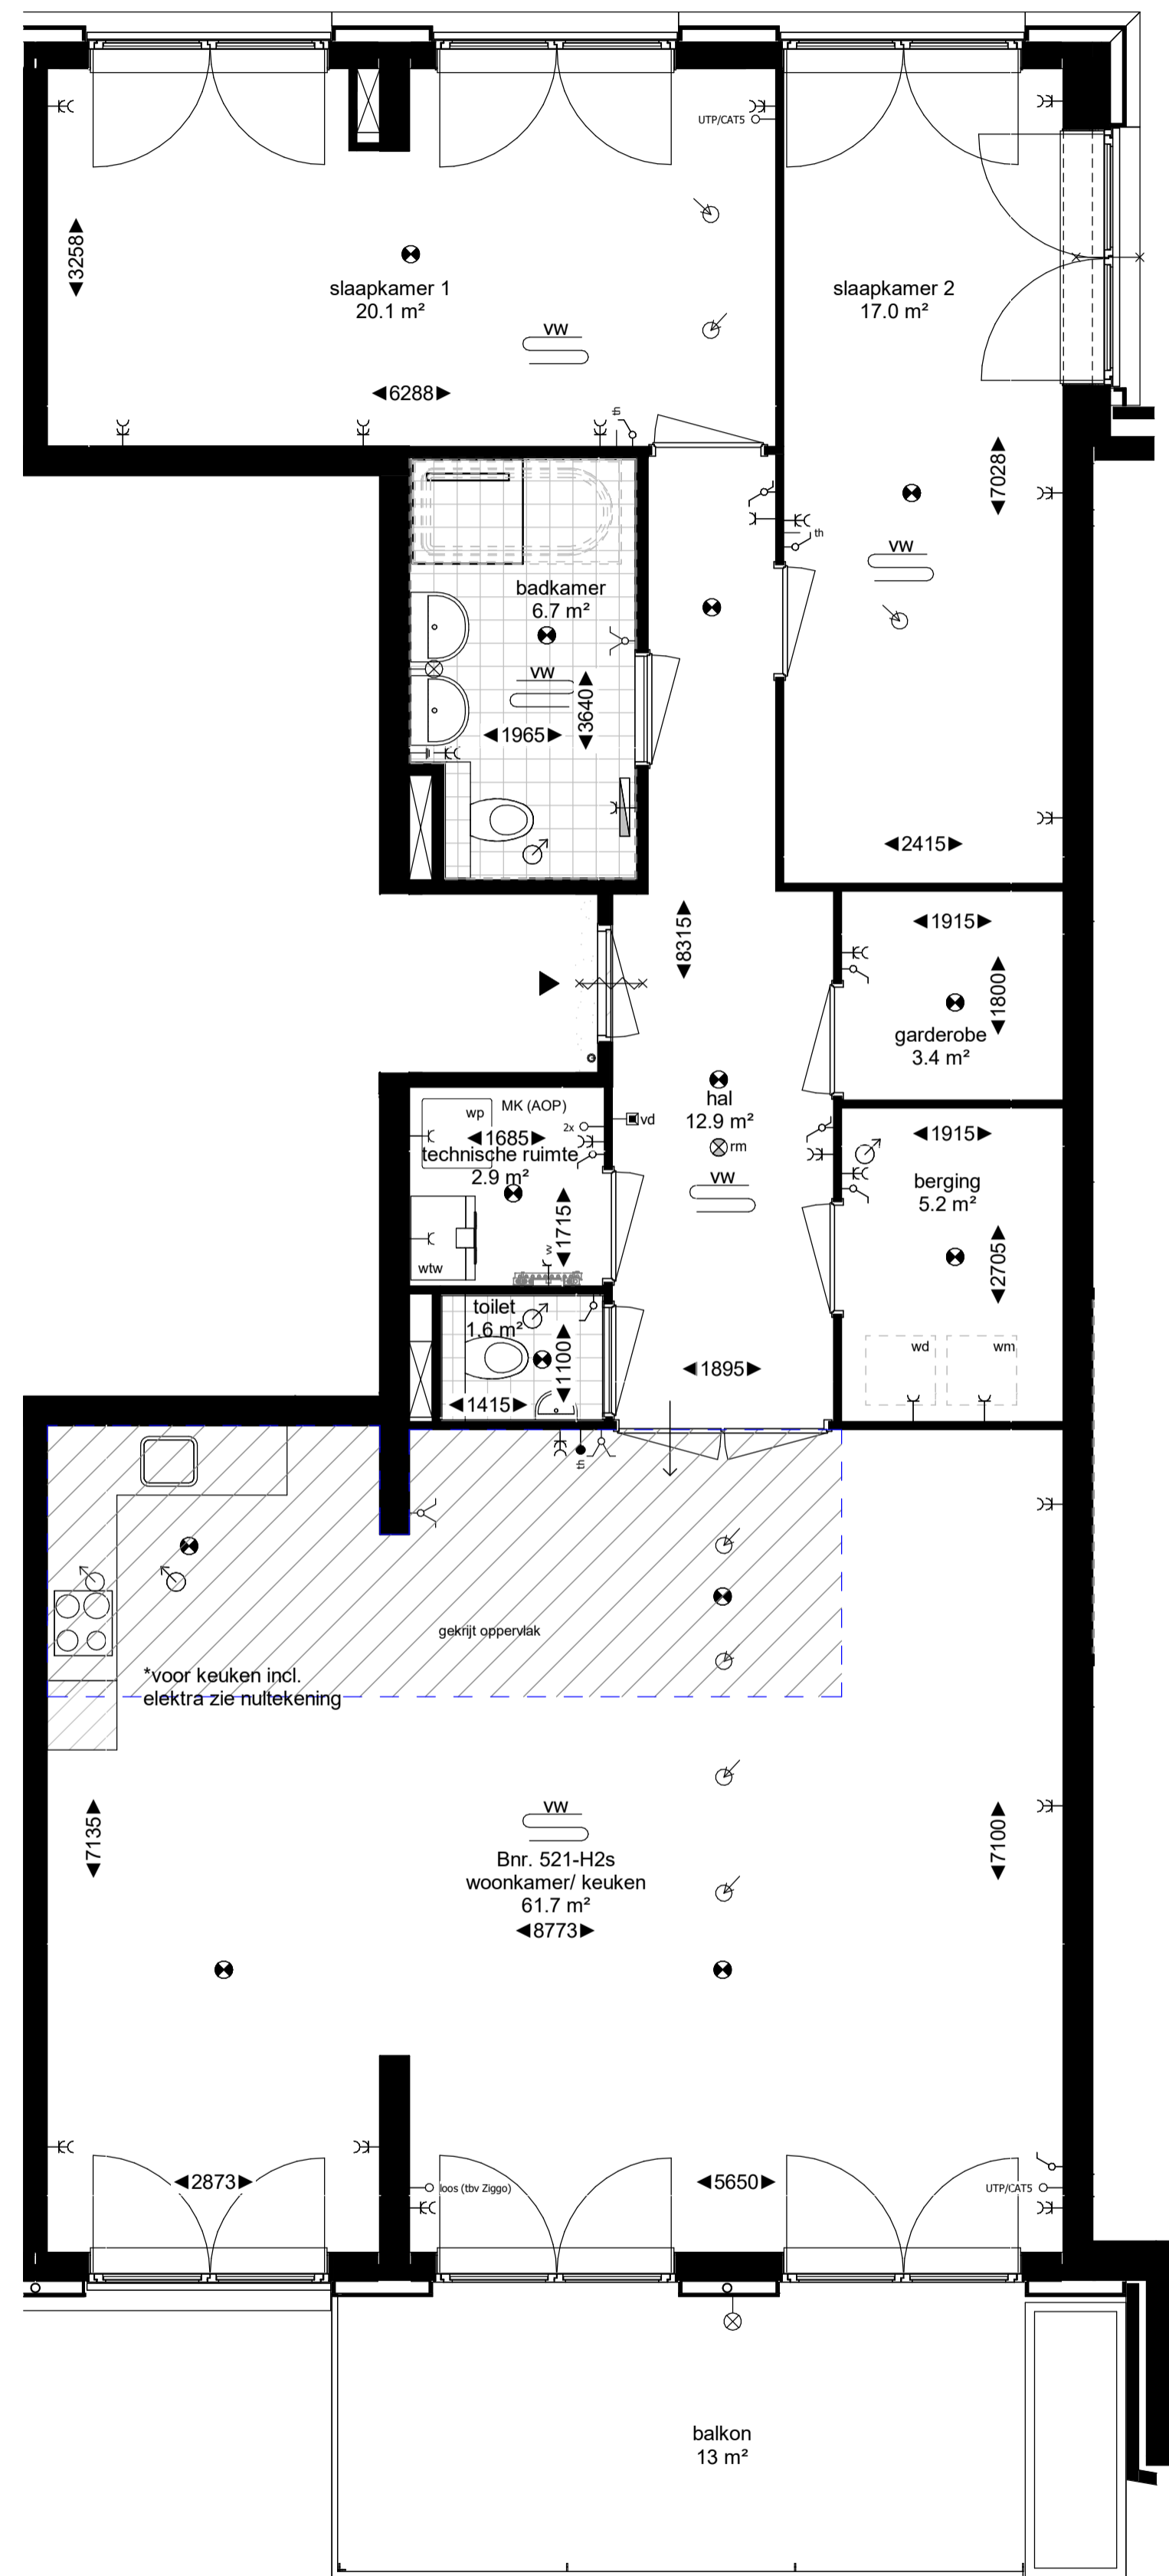 UTP/CAT5
3258
slaapkamer 1
20.1 m²
slaapkamer 2
17.0 m²
vw
6288
th
7028
th
vw
badkamer
6.7 m²
vw
3640
1965
2415
8315
1915
1800
garderobe
3.4 m²
hal
12.9 m²
rm
vd
vw
wp
MK (AOP)
2x
1685
technische ruimte
2.9 m²
1715
wtw
1915
berging
5.2 m²
2705
wd
wm
toilet
1.6 m²
1100
1415
1895
th
gekrijt oppervlak
*voor keuken incl.
elektra zie nultekening
7135
vw
Bnr. 521-H2s
woonkamer/ keuken
61.7 m²
8773
7100
2873
loos (tbv Ziggo)
5650
UTP/CAT5
balkon
13 m²